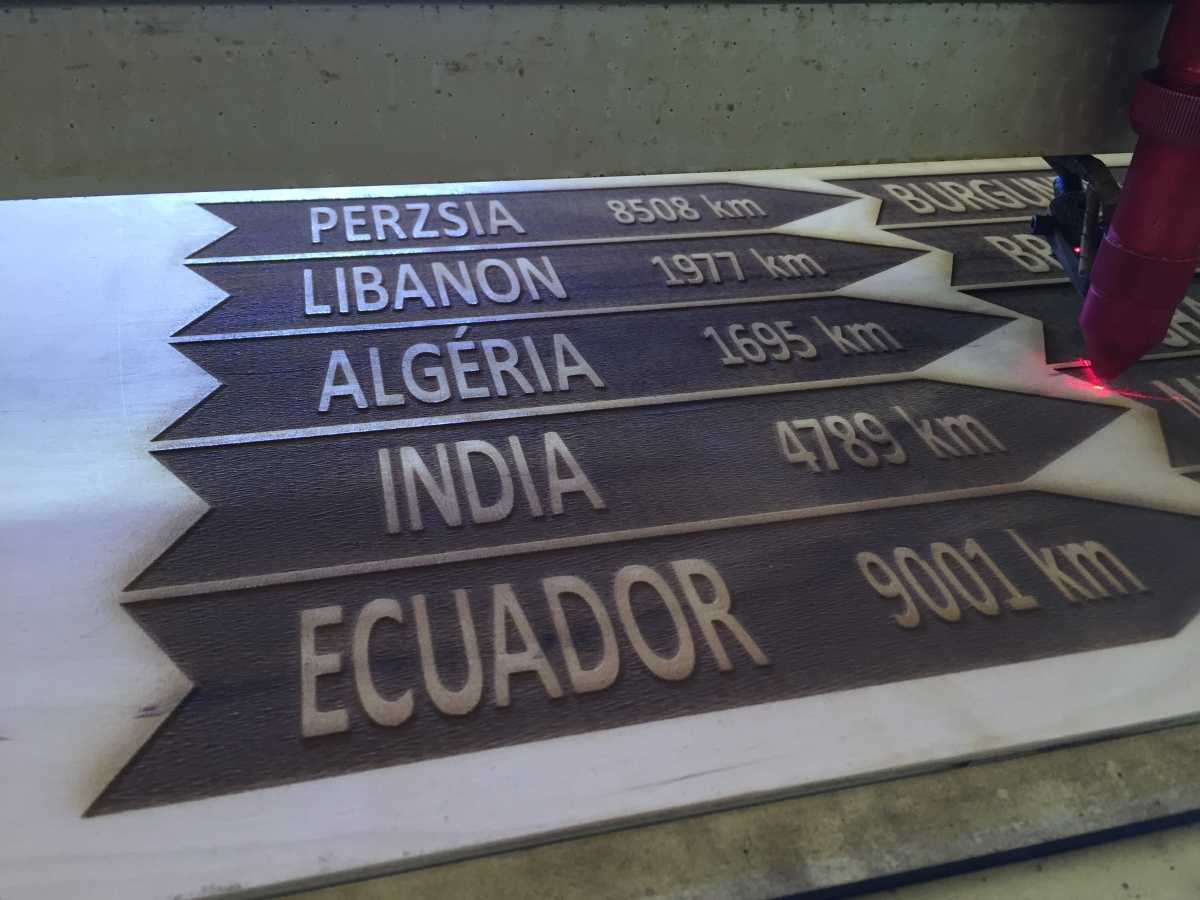 PERZSIA 8508 km
LIBANON 1977 km
ALGÉRIA 1695 km
INDIA 4789 km
ECUADOR 9001 km